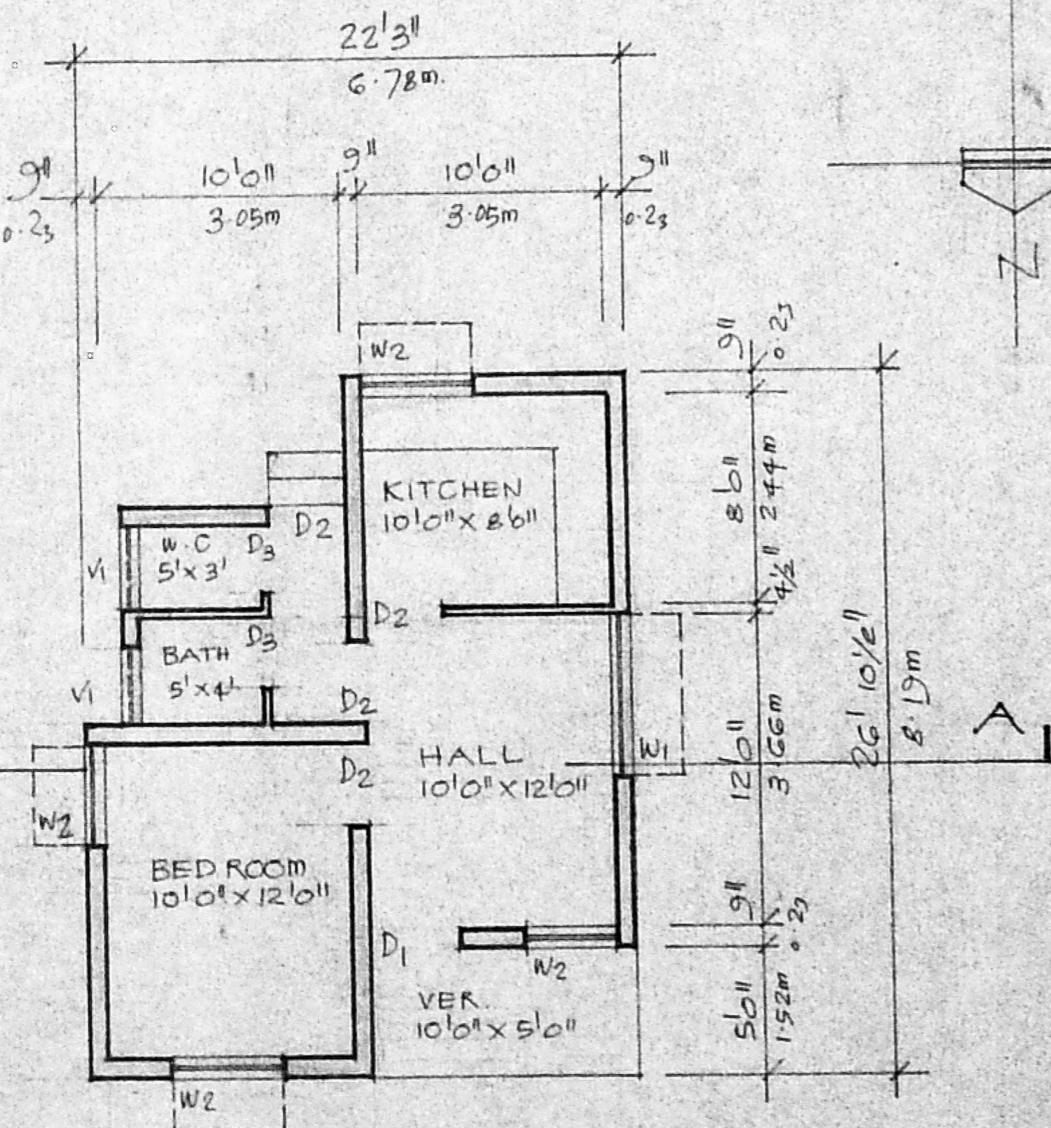 22'3"
6.78m.
9"
0.23
10'0"
3.05m
9"
10'0"
3.05m
9"
0.23
Z
W2
9"
0.23
KITCHEN
10'0" X 8'6"
8'6"
2.44m
D2
W.C
5'x3'
D3
V1
4½"
D2
D3
BATH
5'x4'
V1
D2
26'10½"
8.19m
A
HALL
10'0" X 12'0"
W1
12'0"
3.66m
D2
W2
BED ROOM
10'0" X 12'0"
9"
0.23
D1
W2
VER.
10'0" X 5'0"
5'0"
1.52m
W2